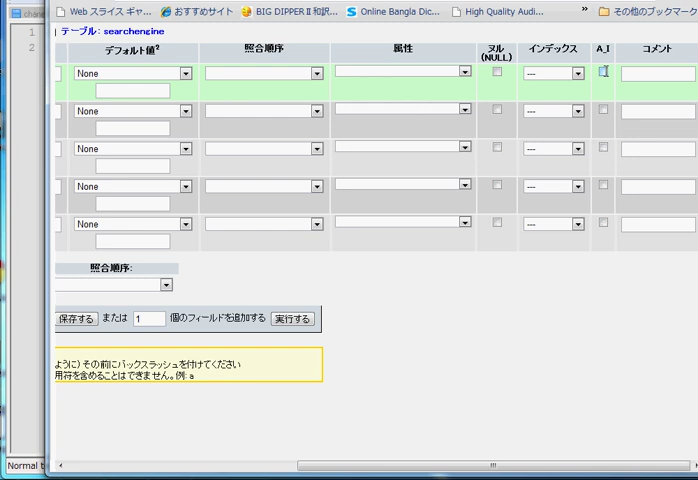 Web スライス ギャ... おすすめサイト BIG DIPPER II 和訳... Online Bangla Dic... High Quality Audi... » その他のブックマーク
テーブル: searchengine
1
2
デフォルト値² 照合順序 属性 ヌル(NULL) インデックス A_I コメント
None ---
None ---
None ---
None ---
None ---
照合順序:
保存する または 1 個のフィールドを追加する 実行する
ように) その前にバックスラッシュを付けてください
用符を含めることはできません。例: a
Normal t